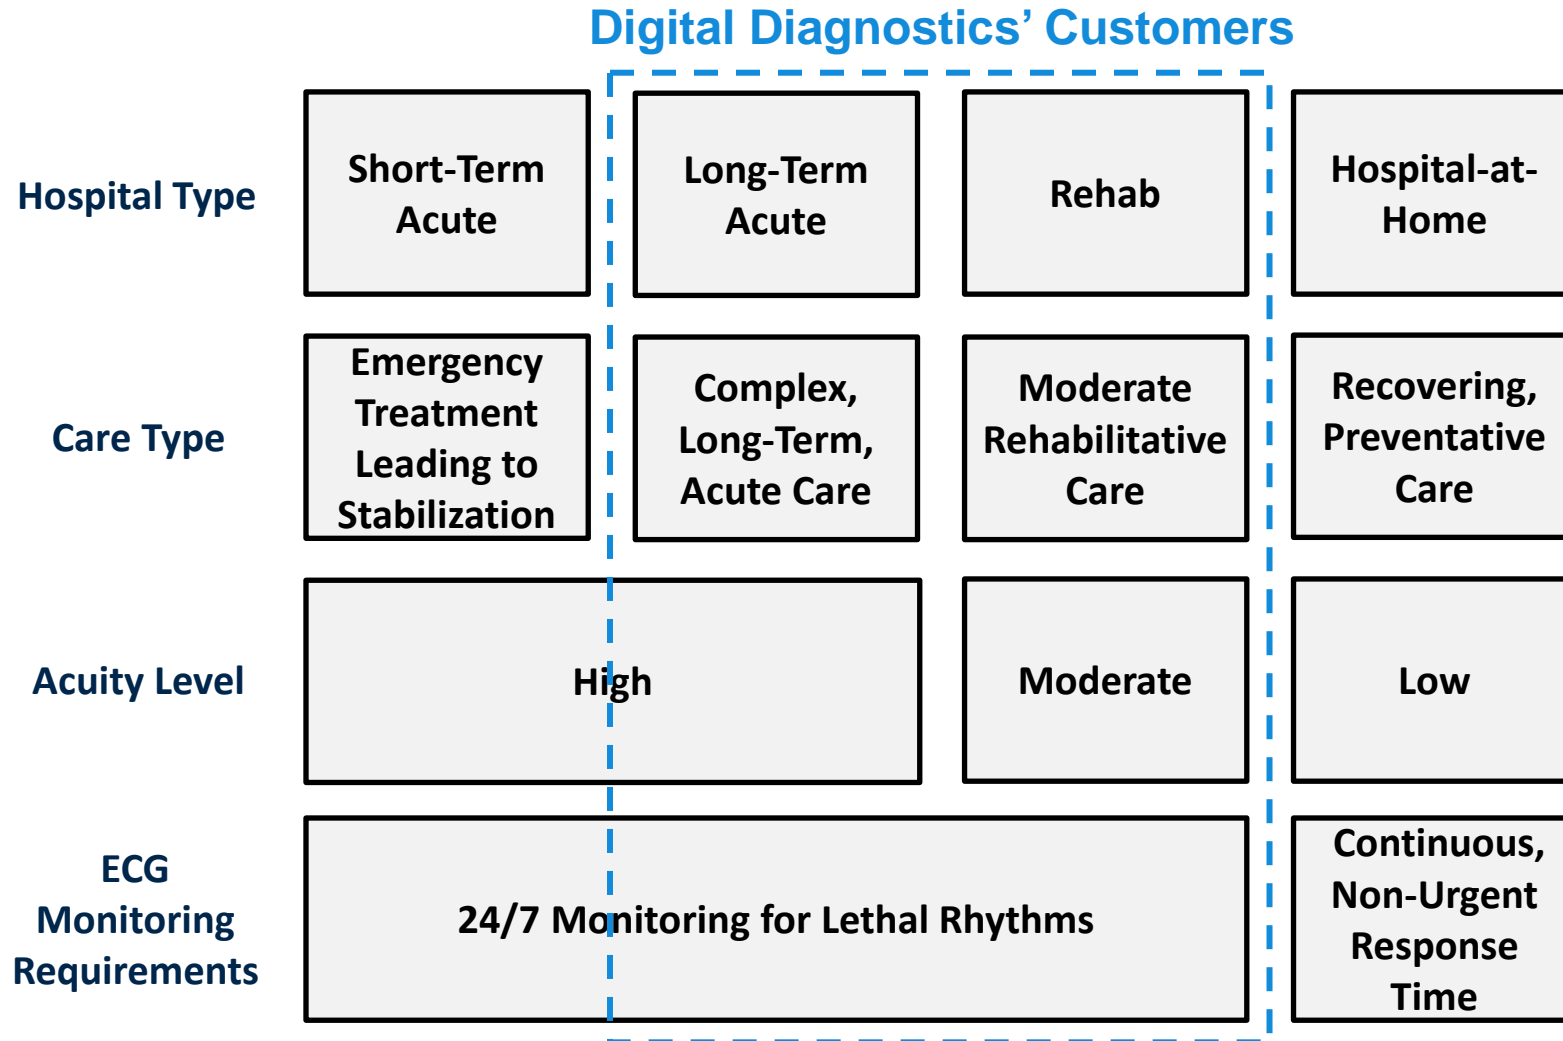 Digital Diagnostics’ Customers
Hospital Type
Short-Term
Acute
Long-Term
Acute
Rehab
Hospital-at-
Home
Care Type
Emergency
Treatment
Leading to
Stabilization
Complex,
Long-Term,
Acute Care
Moderate
Rehabilitative
Care
Recovering,
Preventative
Care
Acuity Level
High
Moderate
Low
ECG
Monitoring
Requirements
24/7 Monitoring for Lethal Rhythms
Continuous,
Non-Urgent
Response
Time